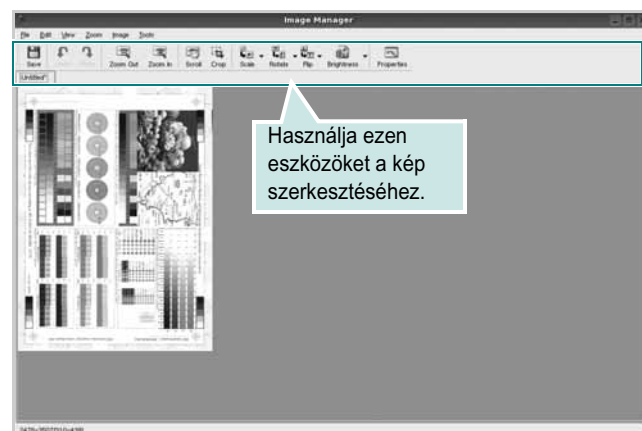 Image Manager
File Edit View Zoom Image Tools
Save Zoom Out Zoom In Scroll Crop Scale Rotate Flip Brightness Properties
Untitled*
Használja ezen
eszközöket a kép
szerkesztéséhez.